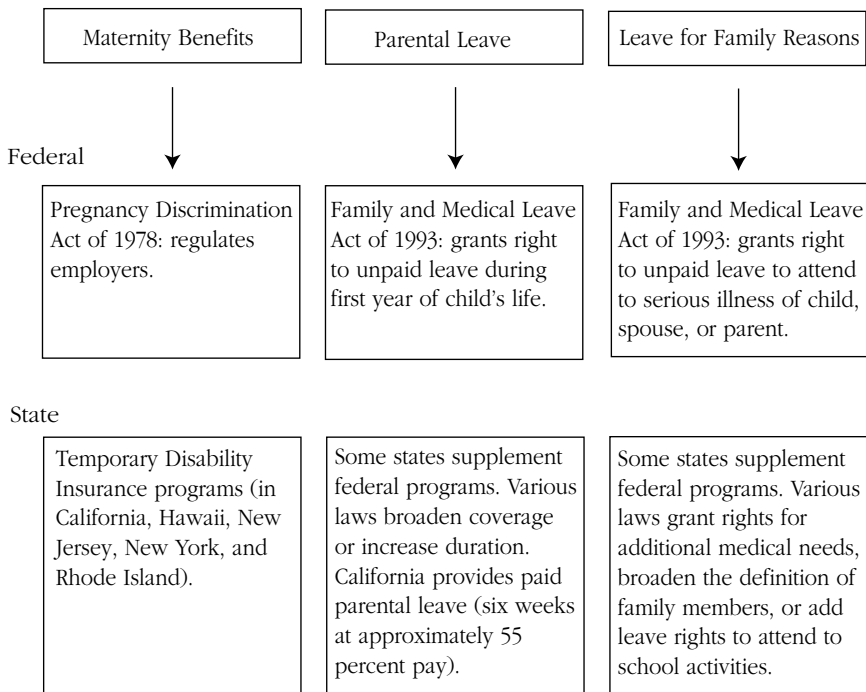 Maternity Benefits
Parental Leave
Leave for Family Reasons
Federal
Pregnancy Discrimination
Act of 1978: regulates
employers.
Family and Medical Leave
Act of 1993: grants right
to unpaid leave during
first year of child’s life.
Family and Medical Leave
Act of 1993: grants right
to unpaid leave to attend
to serious illness of child,
spouse, or parent.
State
Temporary Disability
Insurance programs (in
California, Hawaii, New
Jersey, New York, and
Rhode Island).
Some states supplement
federal programs. Various
laws broaden coverage
or increase duration.
California provides paid
parental leave (six weeks
at approximately 55
percent pay).
Some states supplement
federal programs. Various
laws grant rights for
additional medical needs,
broaden the definition of
family members, or add
leave rights to attend to
school activities.